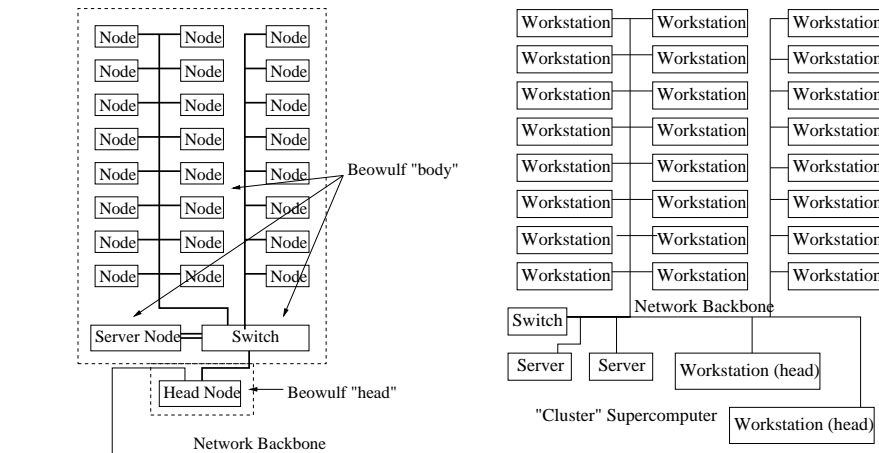 Node Node Node
Node Node Node
Node Node Node
Node Node Node
Node Node Node
Node Node Node
Node Node Node
Node Node Node
Beowulf "body"
Server Node Switch
Head Node Beowulf "head"
Network Backbone
Workstation Workstation Workstation
Workstation Workstation Workstation
Workstation Workstation Workstation
Workstation Workstation Workstation
Workstation Workstation Workstation
Workstation Workstation Workstation
Workstation Workstation Workstation
Workstation Workstation Workstation
Network Backbone
Switch
Server Server Workstation (head)
"Cluster" Supercomputer
Workstation (head)